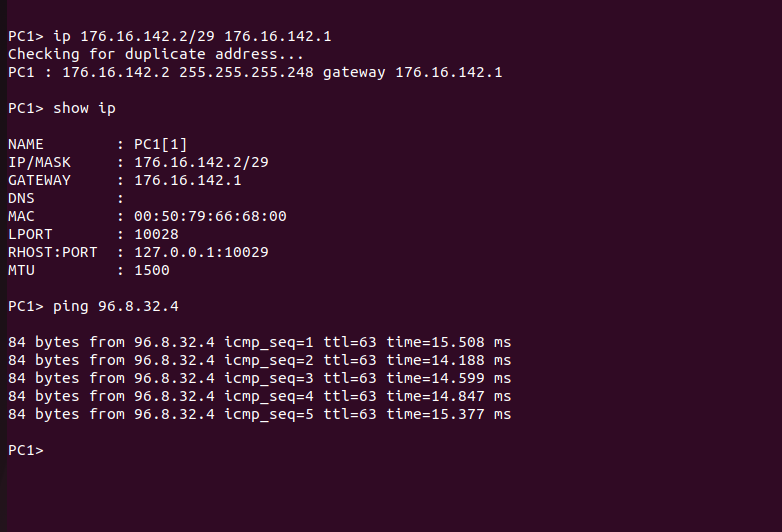 PC1> ip 176.16.142.2/29 176.16.142.1
Checking for duplicate address...
PC1 : 176.16.142.2 255.255.255.248 gateway 176.16.142.1
PC1> show ip
NAME        : PC1[1]
IP/MASK     : 176.16.142.2/29
GATEWAY     : 176.16.142.1
DNS         :
MAC         : 00:50:79:66:68:00
LPORT       : 10028
RHOST:PORT  : 127.0.0.1:10029
MTU         : 1500
PC1> ping 96.8.32.4
84 bytes from 96.8.32.4 icmp_seq=1 ttl=63 time=15.508 ms
84 bytes from 96.8.32.4 icmp_seq=2 ttl=63 time=14.188 ms
84 bytes from 96.8.32.4 icmp_seq=3 ttl=63 time=14.599 ms
84 bytes from 96.8.32.4 icmp_seq=4 ttl=63 time=14.847 ms
84 bytes from 96.8.32.4 icmp_seq=5 ttl=63 time=15.377 ms
PC1>